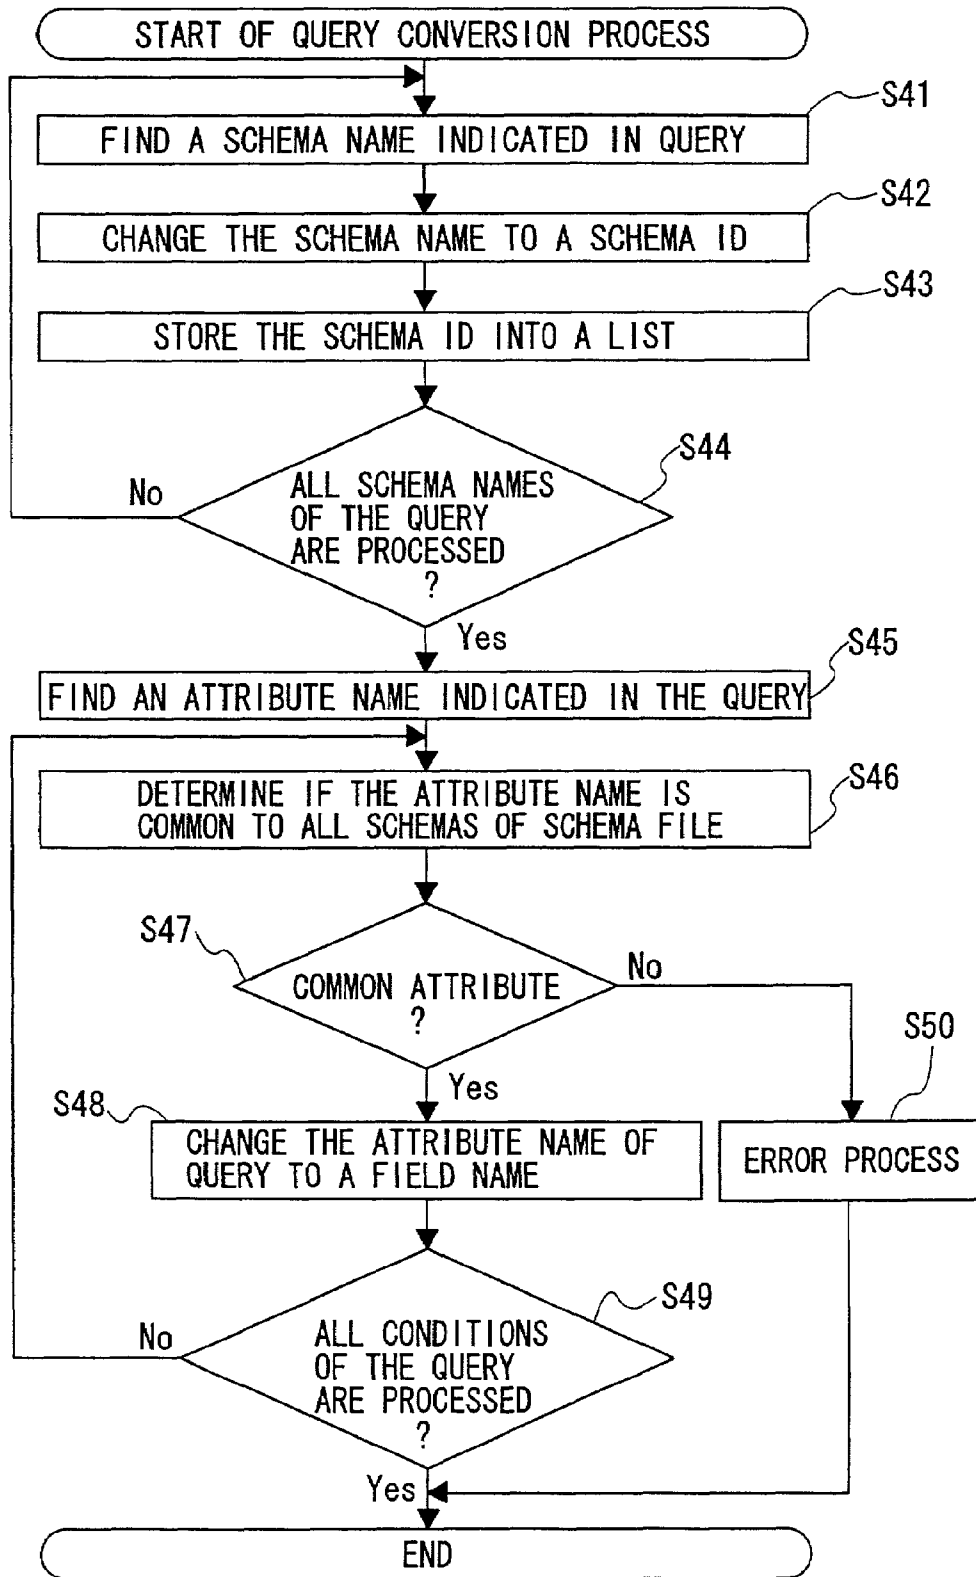 START OF QUERY CONVERSION PROCESS
S41
FIND A SCHEMA NAME INDICATED IN QUERY
S42
CHANGE THE SCHEMA NAME TO A SCHEMA ID
S43
STORE THE SCHEMA ID INTO A LIST
S44
No
ALL SCHEMA NAMES
OF THE QUERY
ARE PROCESSED
?
Yes
S45
FIND AN ATTRIBUTE NAME INDICATED IN THE QUERY
S46
DETERMINE IF THE ATTRIBUTE NAME IS
COMMON TO ALL SCHEMAS OF SCHEMA FILE
S47
No
COMMON ATTRIBUTE
?
S50
Yes
S48
CHANGE THE ATTRIBUTE NAME OF
QUERY TO A FIELD NAME
ERROR PROCESS
S49
No
ALL CONDITIONS
OF THE QUERY
ARE PROCESSED
?
Yes
END